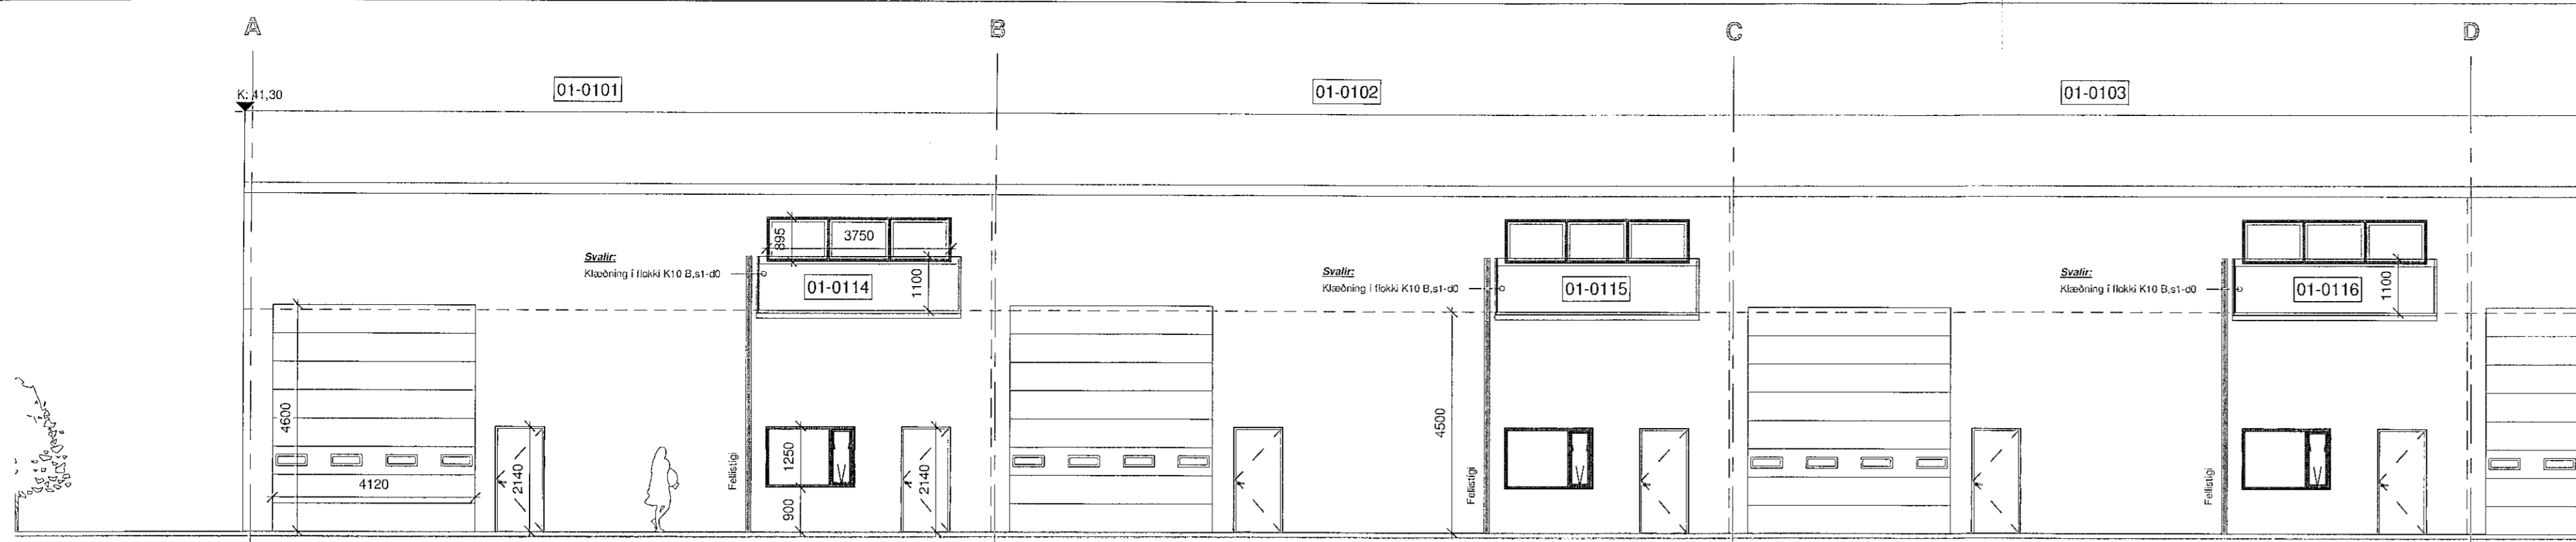 A
B
C
D
01-0101
01-0102
01-0103
K: 41,30
895
3750
Svalir:
Klæðning í flokki K10 B,s1-d0
01-0114
1100
Svalir:
Klæðning í flokki K10 B,s1-d0
01-0115
Svalir:
Klæðning í flokki K10 B,s1-d0
01-0116
1100
4600
4120
2140
Fellistigi
1250
900
2140
4500
Fellistigi
Fellistigi